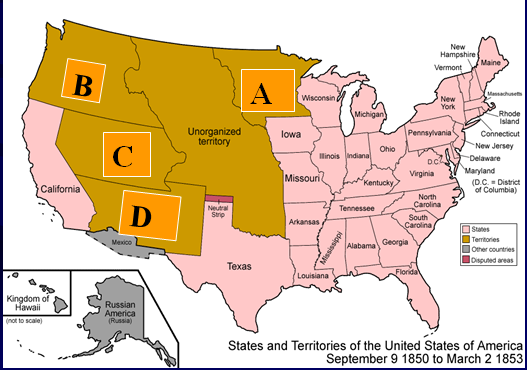 New
Hampshire
Vermont
Maine
Massachusetts
New
York
Rhode
Island
Connecticut
New Jersey
Delaware
Maryland
(D.C. = District
of Columbia)
D.C.
Pennsylvania
Wisconsin
Michigan
Iowa
Illinois
Indiana
Ohio
Virginia
Kentucky
Missouri
North
Carolina
Tennessee
South
Carolina
Arkansas
Mississippi
Alabama
Georgia
Florida
Louisiana
Texas
California
Unorganized
territory
Neutral
Strip
Mexico
A
B
C
D
States
Territories
Other countries
Disputed areas
Kingdom of
Hawaii
(not to scale)
Russian
America
(Russia)
States and Territories of the United States of America
September 9 1850 to March 2 1853